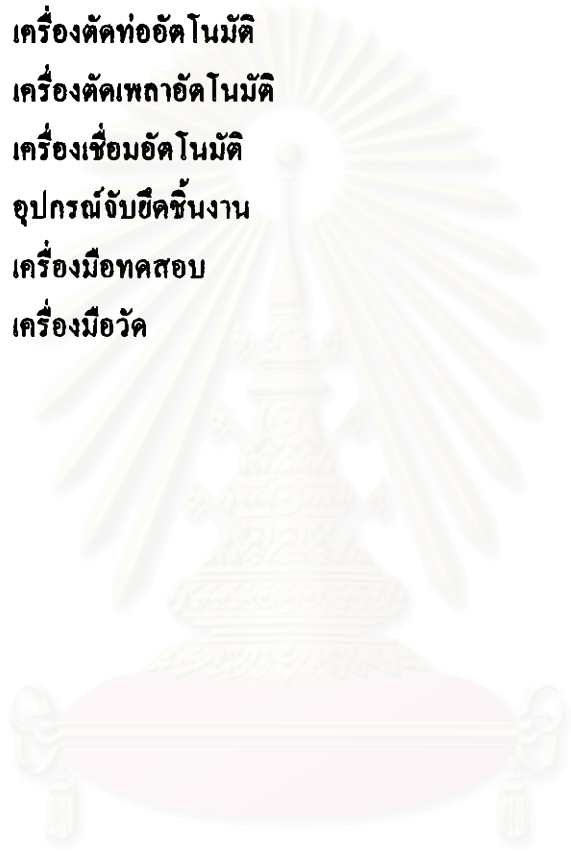 เครื่องตัดท่ออัตโนมัติ
เครื่องตัดเพลาอัตโนมัติ
เครื่องเชื่อมอัตโนมัติ
อุปกรณ์จับยึดชิ้นงาน
เครื่องมือทดสอบ
เครื่องมือวัด